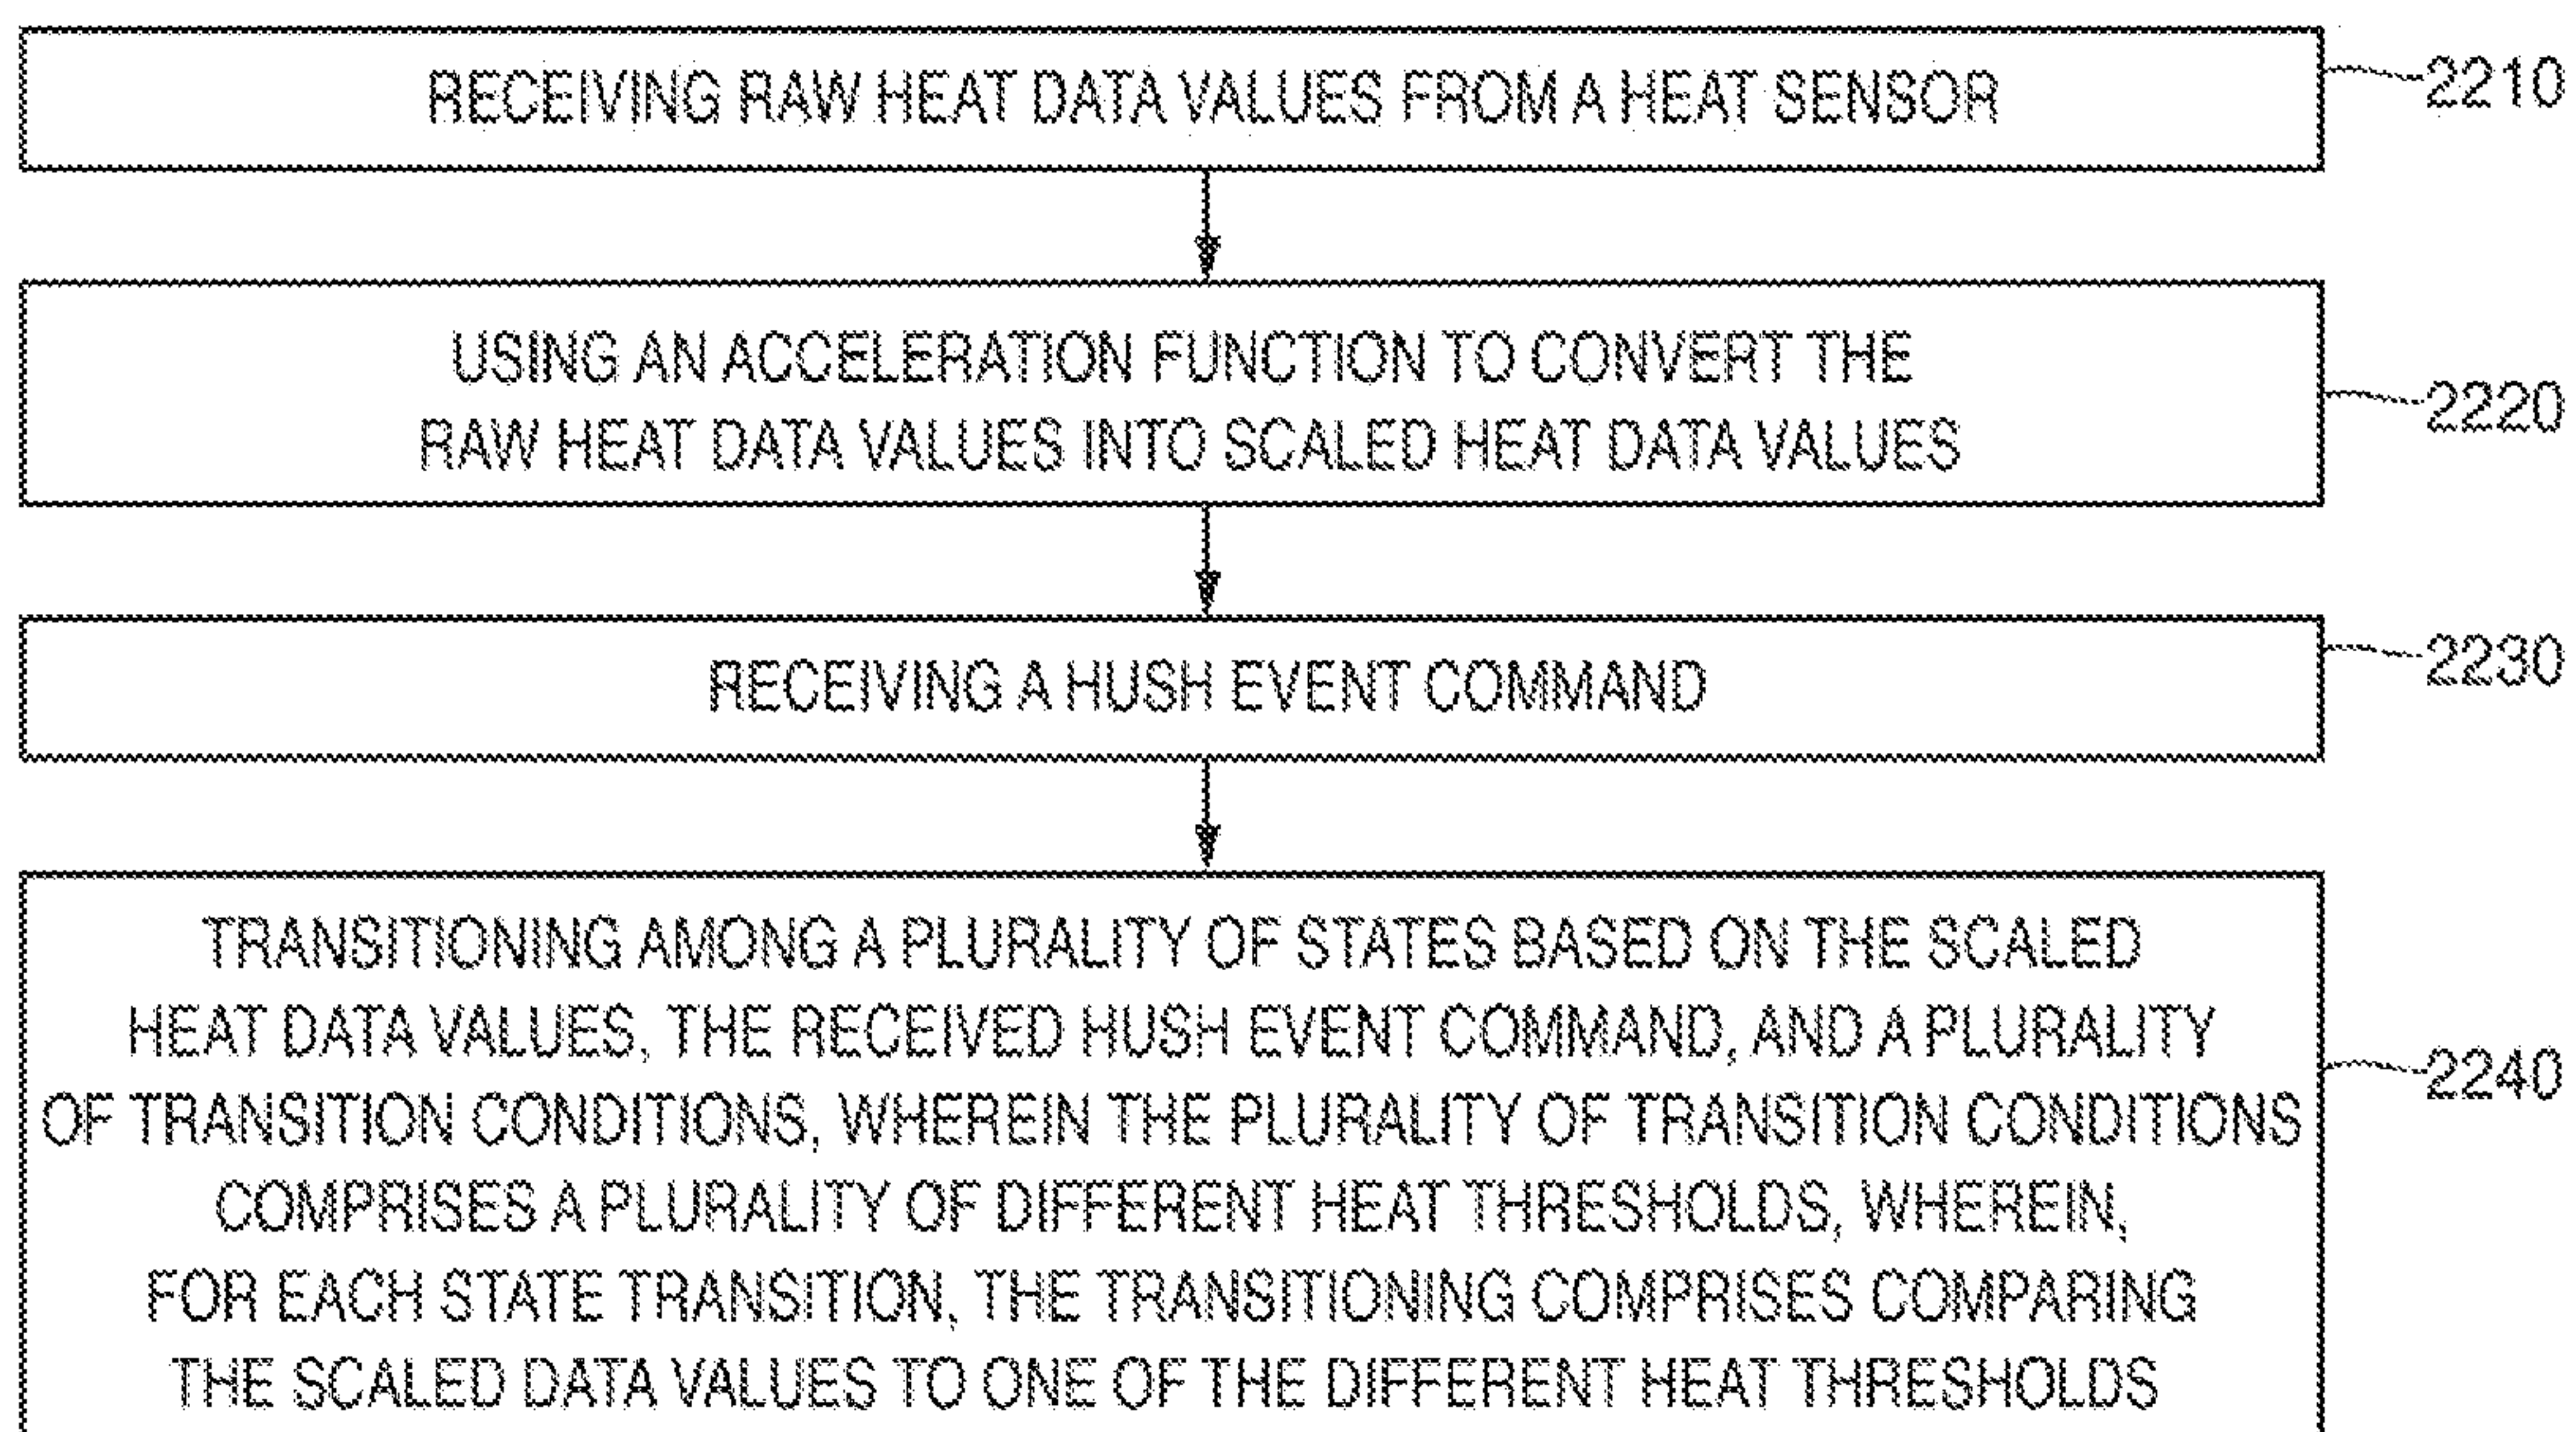 RECEIVING RAW HEAT DATA VALUES FROM A HEAT SENSOR
2210
USING AN ACCELERATION FUNCTION TO CONVERT THE
RAW HEAT DATA VALUES INTO SCALED HEAT DATA VALUES
2220
RECEIVING A HUSH EVENT COMMAND
2230
TRANSITIONING AMONG A PLURALITY OF STATES BASED ON THE SCALED
HEAT DATA VALUES, THE RECEIVED HUSH EVENT COMMAND, AND A PLURALITY
OF TRANSITION CONDITIONS, WHEREIN THE PLURALITY OF TRANSITION CONDITIONS
COMPRISES A PLURALITY OF DIFFERENT HEAT THRESHOLDS, WHEREIN,
FOR EACH STATE TRANSITION, THE TRANSITIONING COMPRISES COMPARING
THE SCALED DATA VALUES TO ONE OF THE DIFFERENT HEAT THRESHOLDS
2240